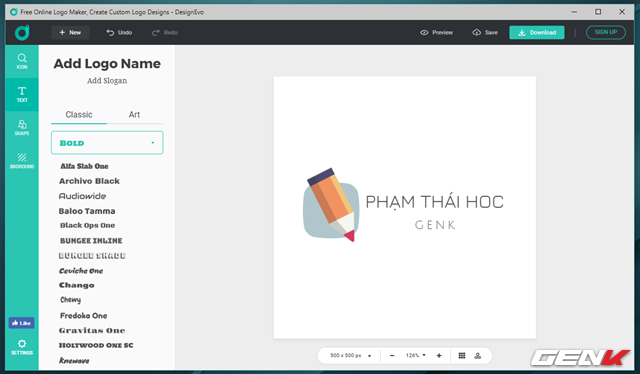 Free Online Logo Maker, Create Custom Logo Designs - DesignEvo
+ New Undo Redo Preview Save Download SIGN UP
ICON
TEXT
SHAPE
BKGROUND
Like
SETTINGS
Add Logo Name
Add Slogan
Classic Art
BOLD
Alfa Slab One
Archivo Black
Audiowide
Baloo Tamma
Black Ops One
BUNGEE INLINE
BUNGEE SHADE
Ceviche One
Chango
Chewy
Fredoka One
Gravitas One
HOLTWOOD ONE SC
Knewave
PHẠM THÁI HỌC
GENK
500 x 500 px - 126% +
GENK